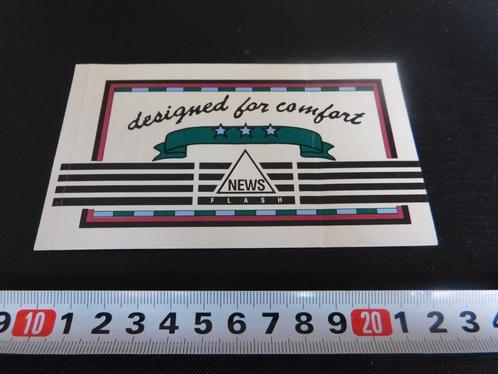 designed for comfort
NEWS
FLASH
9 10 1 2 3 4 5 6 7 8 9 20 1 2 3 4